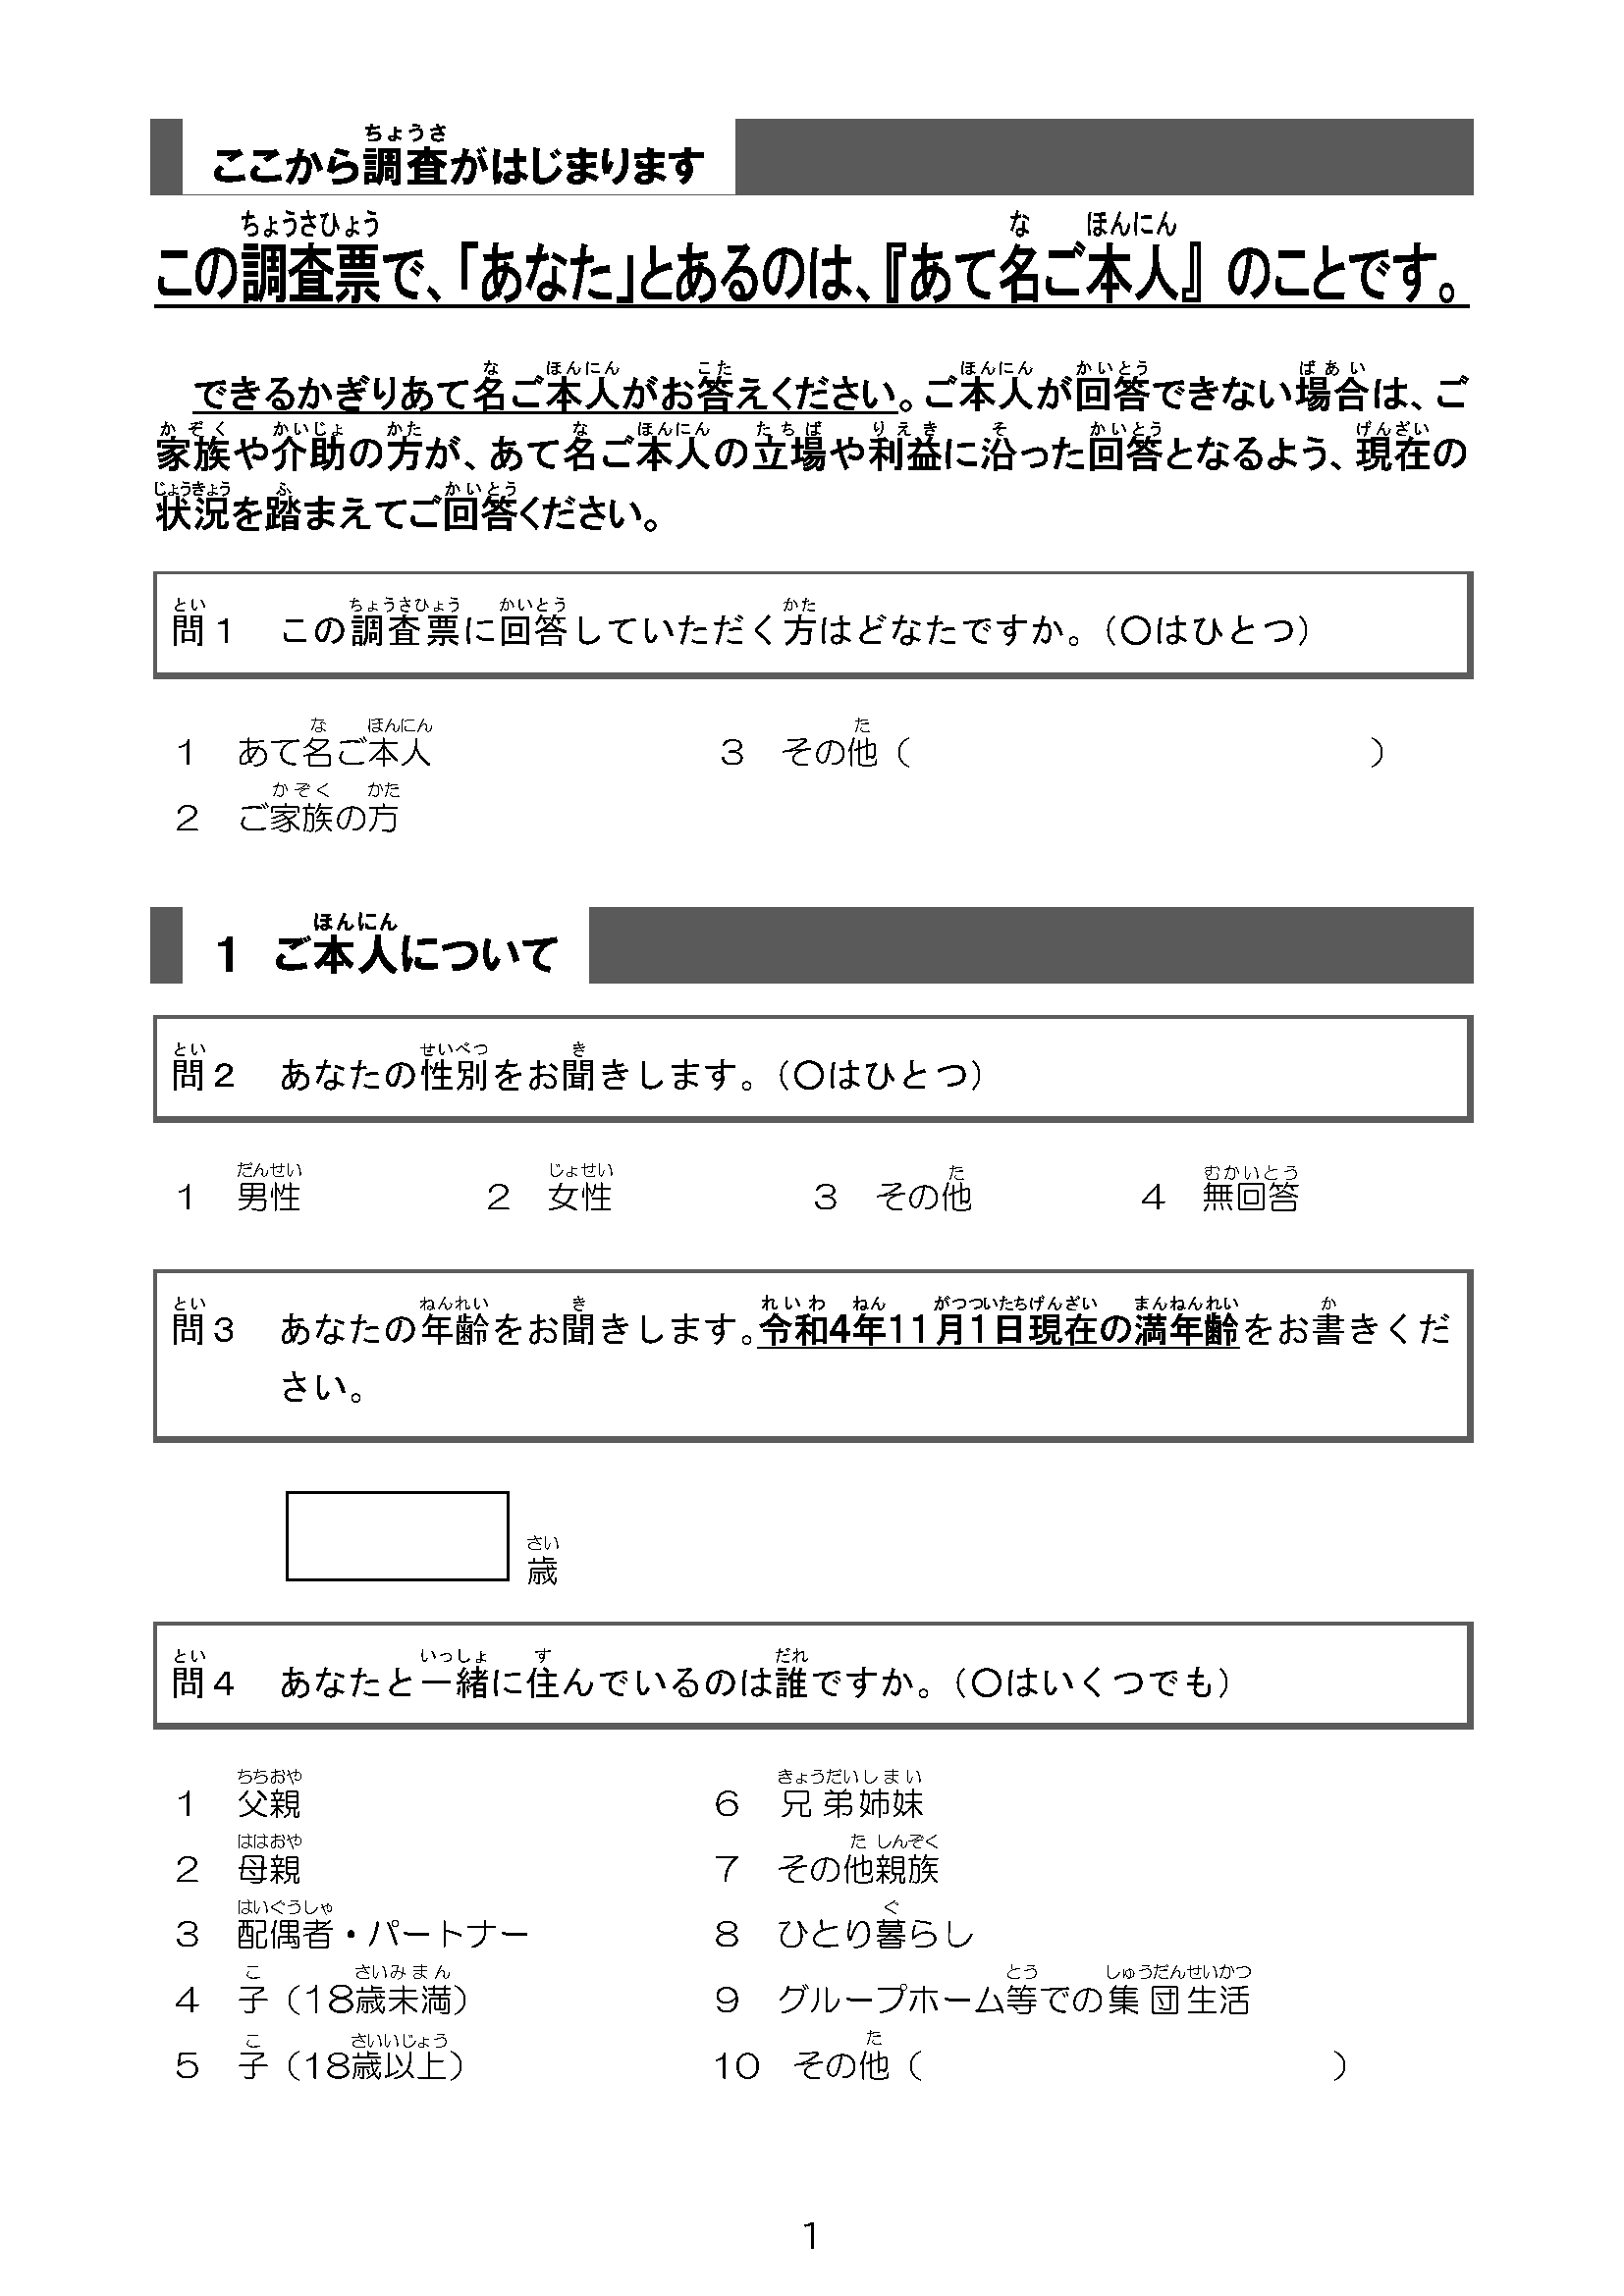 ここから調査がはじまります
この調査票で、「あなた」とあるのは、『あて名ご本人』のことです。
できるかぎりあて名ご本人がお答えください。ご本人が回答できない場合は、ご
家族や介助の方が、あて名ご本人の立場や利益に沿った回答となるよう、現在の
状況を踏まえてご回答ください。
問1　この調査票に回答していただく方はどなたですか。（〇はひとつ）
1　あて名ご本人　3　その他（　　　）
2　ご家族の方
1　ご本人について
問2　あなたの性別をお聞きします。（〇はひとつ）
1　男性　2　女性　3　その他　4　無回答
問3　あなたの年齢をお聞きします。令和4年11月1日現在の満年齢をお書きくだ
さい。
歳
問4　あなたと一緒に住んでいるのは誰ですか。（〇はいくつでも）
1　父親　6　兄弟姉妹
2　母親　7　その他親族
3　配偶者・パートナー　8　ひとり暮らし
4　子（18歳未満）　9　グループホーム等での集団生活
5　子（18歳以上）　10　その他（　　　）
1